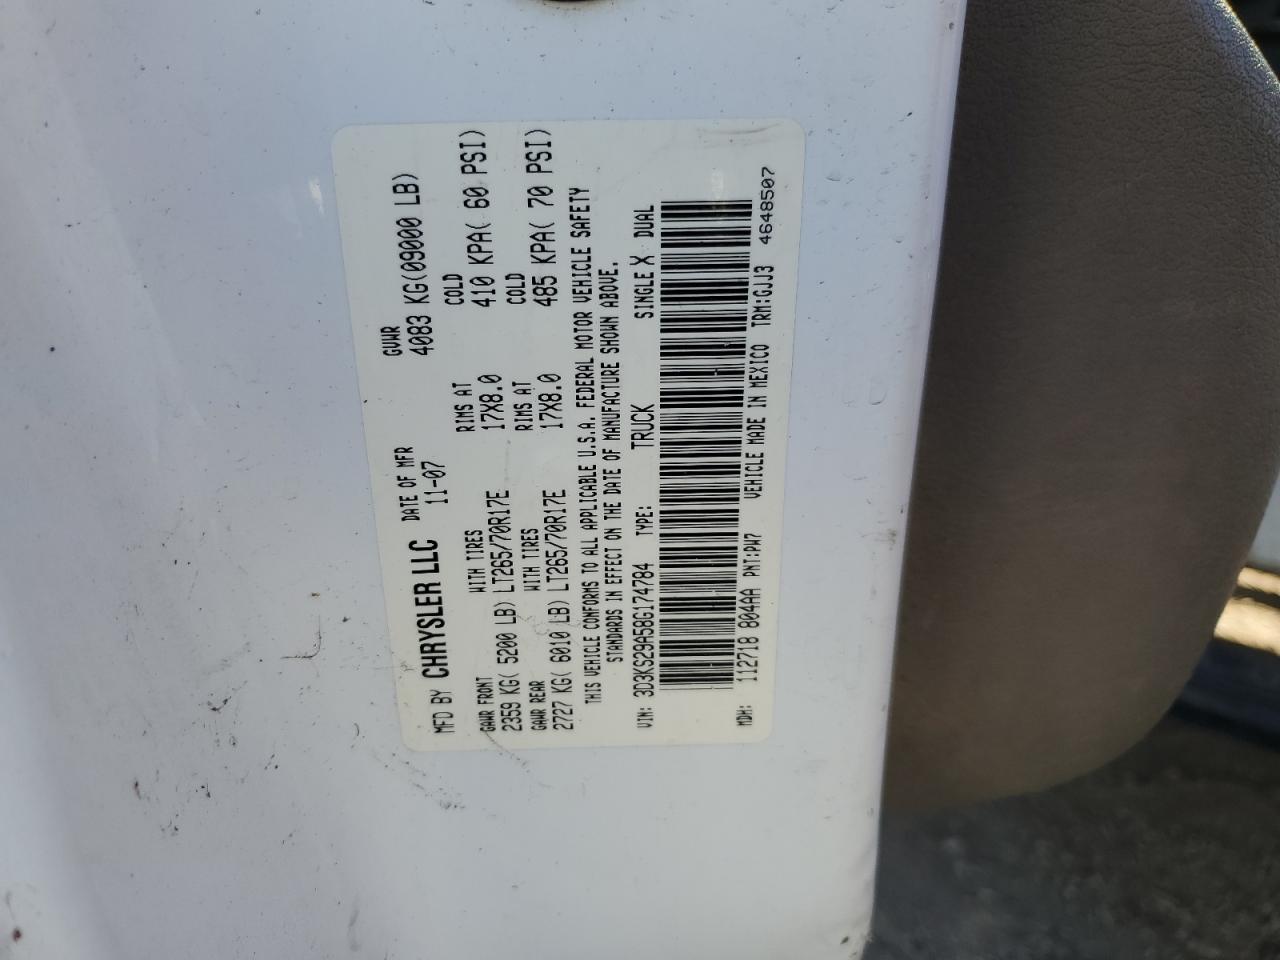 MFD BY CHRYSLER LLC DATE OF MFR GVWR
11-07 4083 KG(09000 LB)
GAWR FRONT WITH TIRES RIMS AT COLD
2359 KG( 5200 LB) LT265/70R17E 17X8.0 410 KPA( 60 PSI)
GAWR REAR WITH TIRES RIMS AT COLD
2727 KG( 6010 LB) LT265/70R17E 17X8.0 485 KPA( 70 PSI)
THIS VEHICLE CONFORMS TO ALL APPLICABLE U.S.A. FEDERAL MOTOR VEHICLE SAFETY
STANDARDS IN EFFECT ON THE DATE OF MANUFACTURE SHOWN ABOVE.
VIN: 3D3KS29A58G174784 TYPE: TRUCK SINGLE X DUAL
MDH: 112718 804AA PNT:PW7 VEHICLE MADE IN MEXICO TRM:GJJ3 4648507